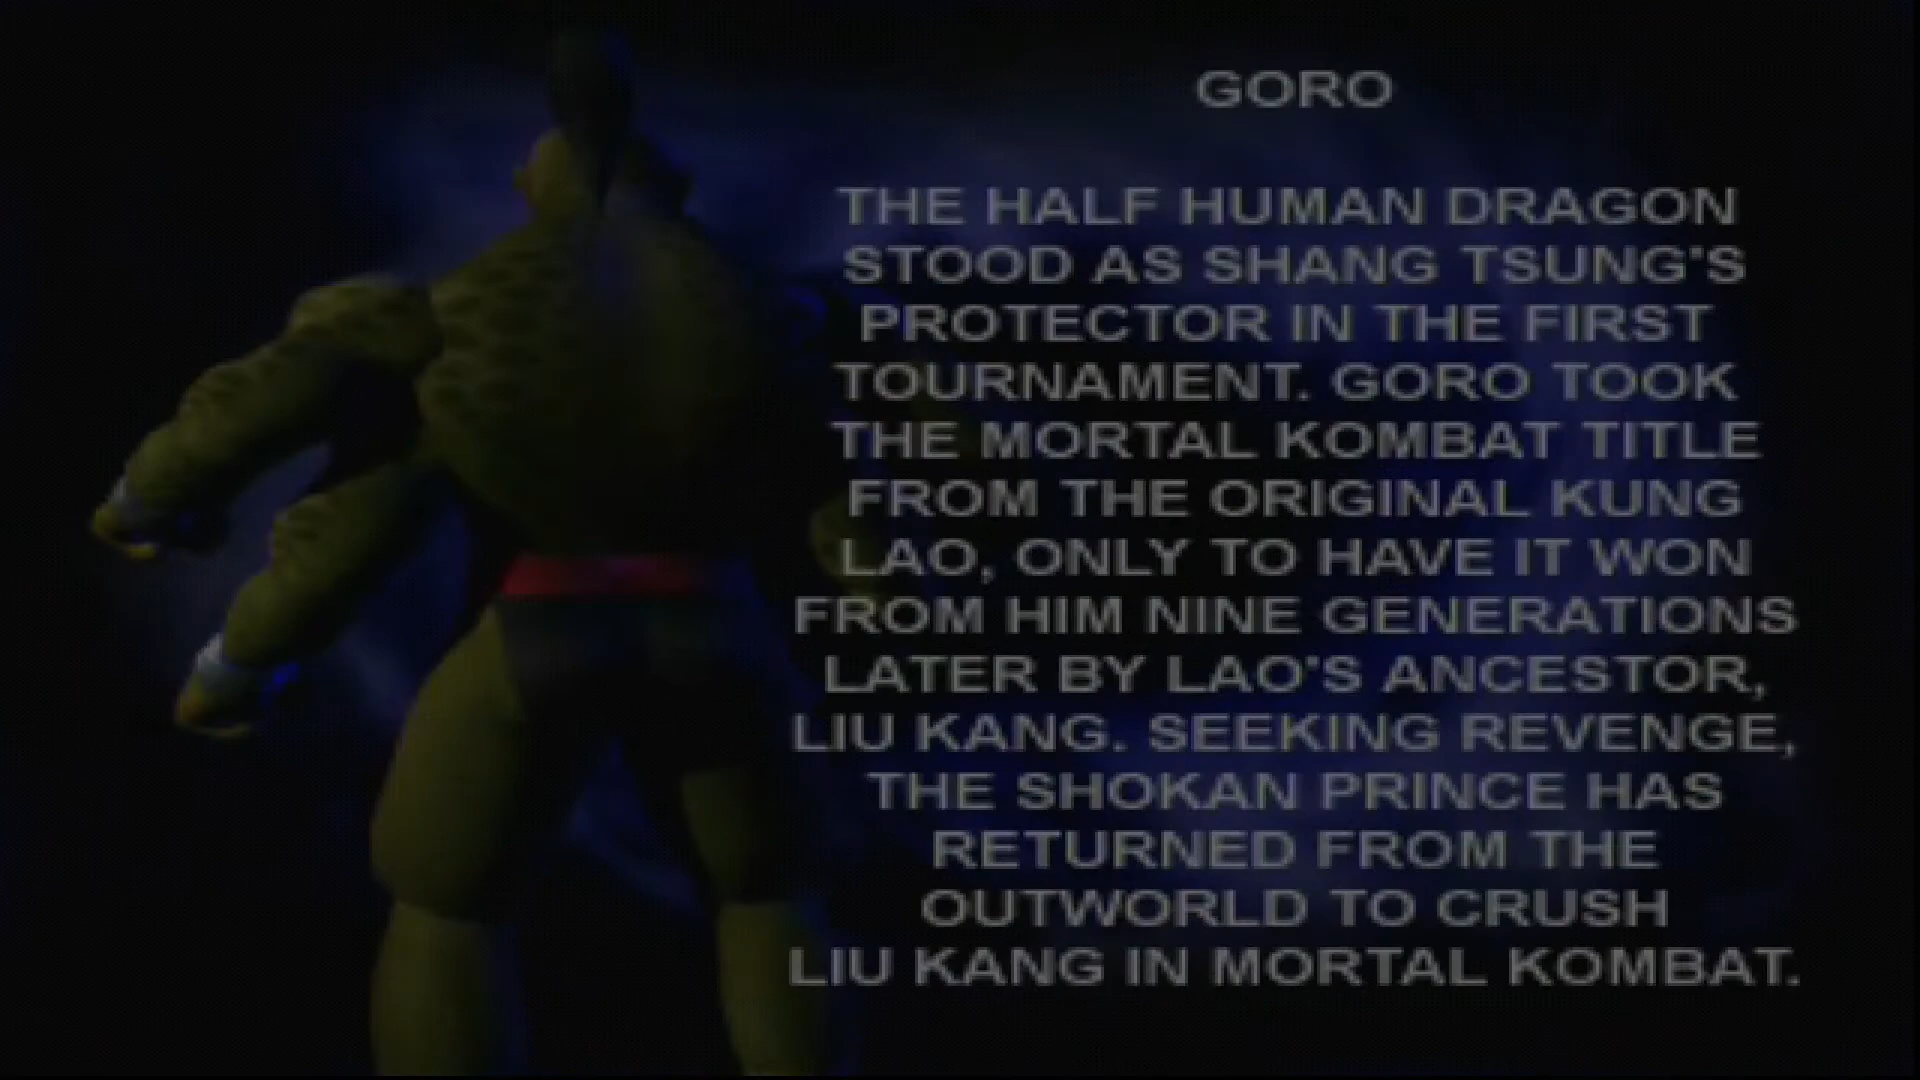 GORO
THE HALF HUMAN DRAGON
STOOD AS SHANG TSUNG'S
PROTECTOR IN THE FIRST
TOURNAMENT. GORO TOOK
THE MORTAL KOMBAT TITLE
FROM THE ORIGINAL KUNG
LAO, ONLY TO HAVE IT WON
FROM HIM NINE GENERATIONS
LATER BY LAO'S ANCESTOR,
LIU KANG. SEEKING REVENGE,
THE SHOKAN PRINCE HAS
RETURNED FROM THE
OUTWORLD TO CRUSH
LIU KANG IN MORTAL KOMBAT.